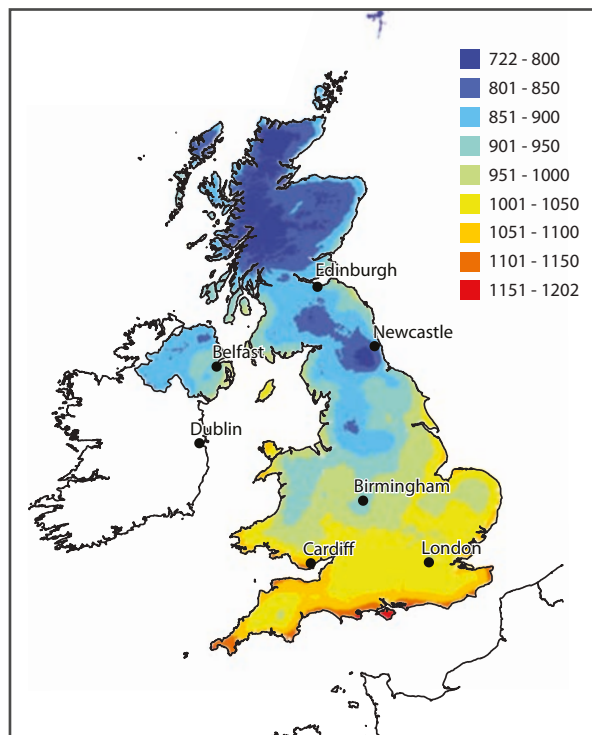 722 - 800
801 - 850
851 - 900
901 - 950
951 - 1000
1001 - 1050
1051 - 1100
1101 - 1150
1151 - 1202
Edinburgh
Newcastle
Belfast
Dublin
Birmingham
Cardiff
London